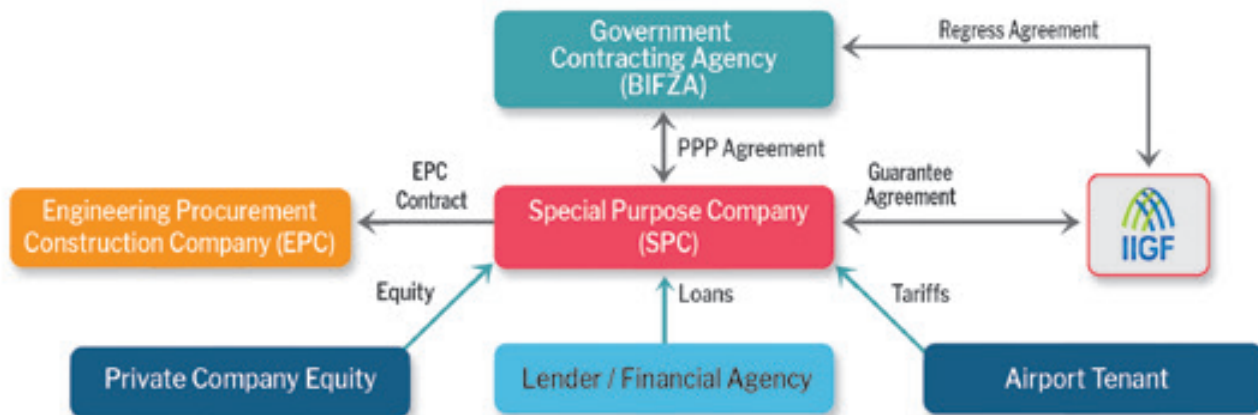 Government
Contracting Agency
(BIFZA)
Regress Agreement
PPP Agreement
EPC
Contract
Guarantee
Agreement
Engineering Procurement
Construction Company (EPC)
Special Purpose Company
(SPC)
IIGF
Equity
Loans
Tariffs
Private Company Equity
Lender / Financial Agency
Airport Tenant